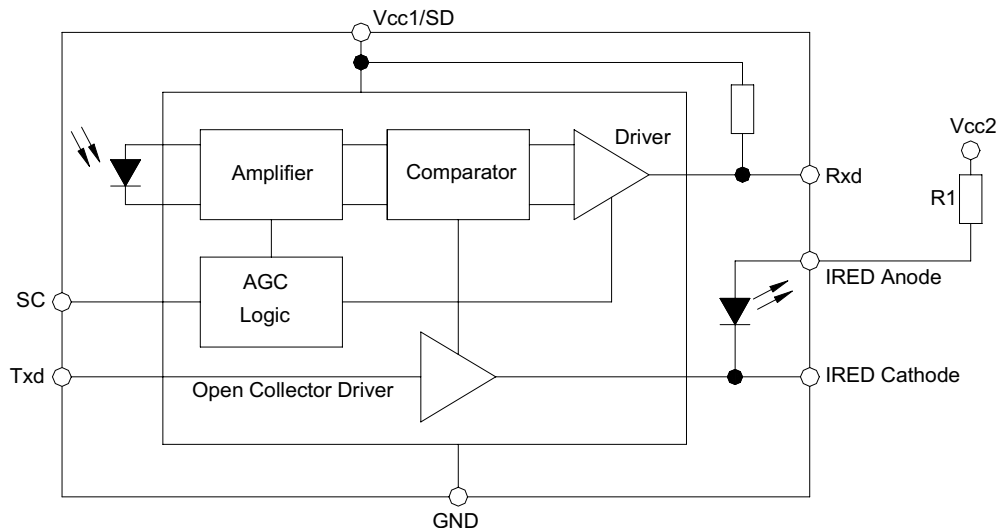 Vcc1/SD
Driver
Vcc2
Amplifier
Comparator
Rxd
R1
AGC
Logic
IRED Anode
SC
Txd
Open Collector Driver
IRED Cathode
GND